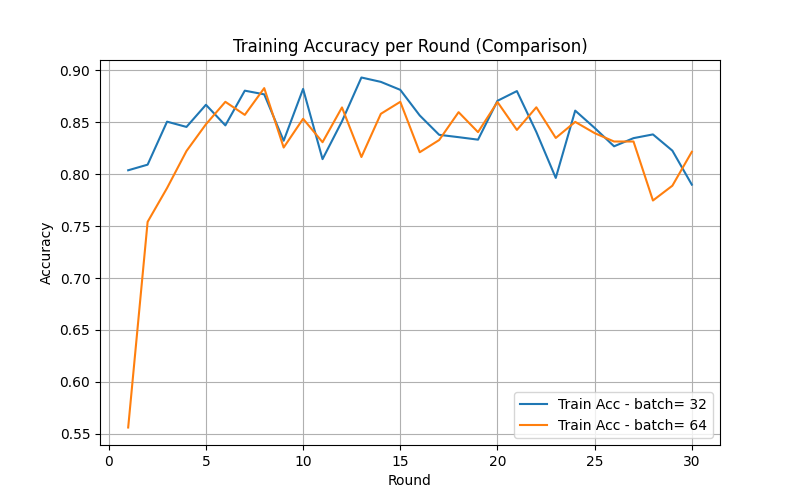 Training Accuracy per Round (Comparison)
0.90
0.85
0.80
0.75
0.70
0.65
0.60
0.55
Accuracy
Train Acc - batch= 32
Train Acc - batch= 64
0 5 10 15 20 25 30
Round